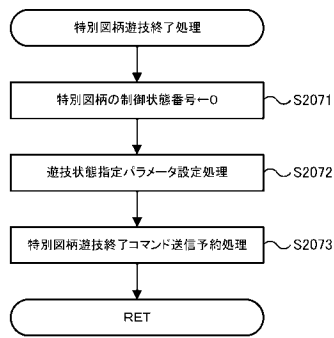 特別図柄遊技終了処理
特別図柄の制御状態番号←0
S2071
遊技状態指定パラメータ設定処理
S2072
特別図柄遊技終了コマンド送信予約処理
S2073
RET